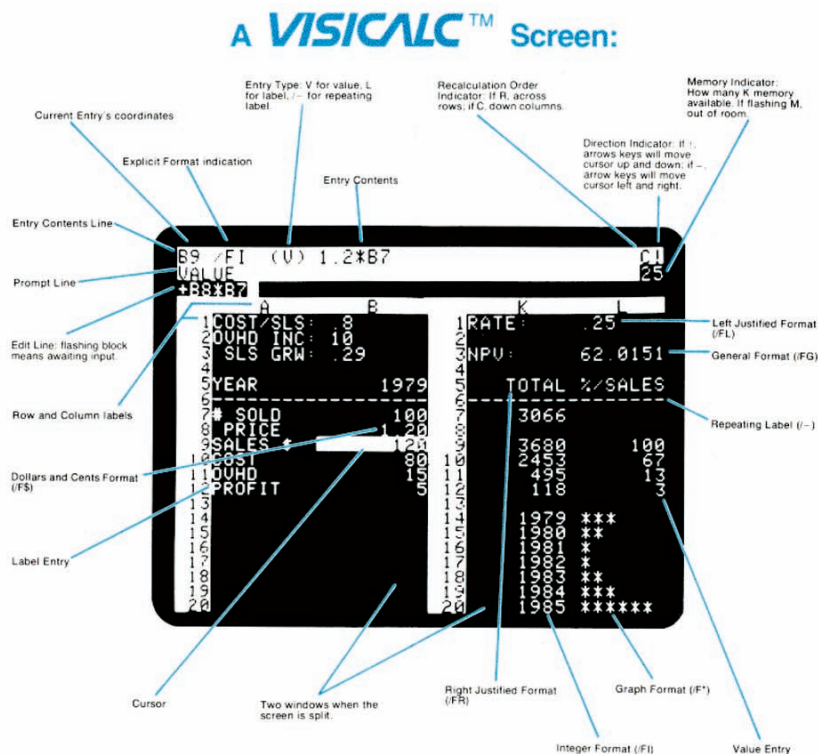 A VISICALC™ Screen:
Entry Type: V for value, L
for label, /– for repeating
label.
Recalculation Order
Indicator: If R, across
rows; if C, down columns.
Memory Indicator:
How many K memory
available. If flashing M,
out of room.
Current Entry's coordinates
Explicit Format indication
Entry Contents
Direction Indicator: If !,
arrows keys will move
cursor up and down; if –,
arrow keys will move
cursor left and right.
Entry Contents Line
Prompt Line
Edit Line: flashing block
means awaiting input.
Row and Column labels
Dollars and Cents Format
(/F$)
Label Entry
B9 /FI (V) 1.2*B7 C!
VALUE 25
+B8*B7
A B K L
1 COST/SLS: .8 1 RATE: .25
2 OVHD INC: 10 2
3 SLS GRW: .29 3 NPV: 62.0151
4 4
5 YEAR 1979 5 TOTAL %/SALES
6 ---------------- 6 ----------------
7 # SOLD 100 7 3066
8 PRICE 1.20 8
9 SALES $ 120 9 3680 100
10 COST 80 10 2453 67
11 OVHD 15 11 495 13
12 PROFIT 5 12 118 3
13 13
14 14 1979 ***
15 15 1980 **
16 16 1981 *
17 17 1982 *
18 18 1983 **
19 19 1984 ***
20 20 1985 ******
Left Justified Format
(/FL)
General Format (/FG)
Repeating Label (/–)
Cursor
Two windows when the
screen is split.
Right Justified Format
(/FR)
Graph Format (/F*)
Integer Format (/FI)
Value Entry